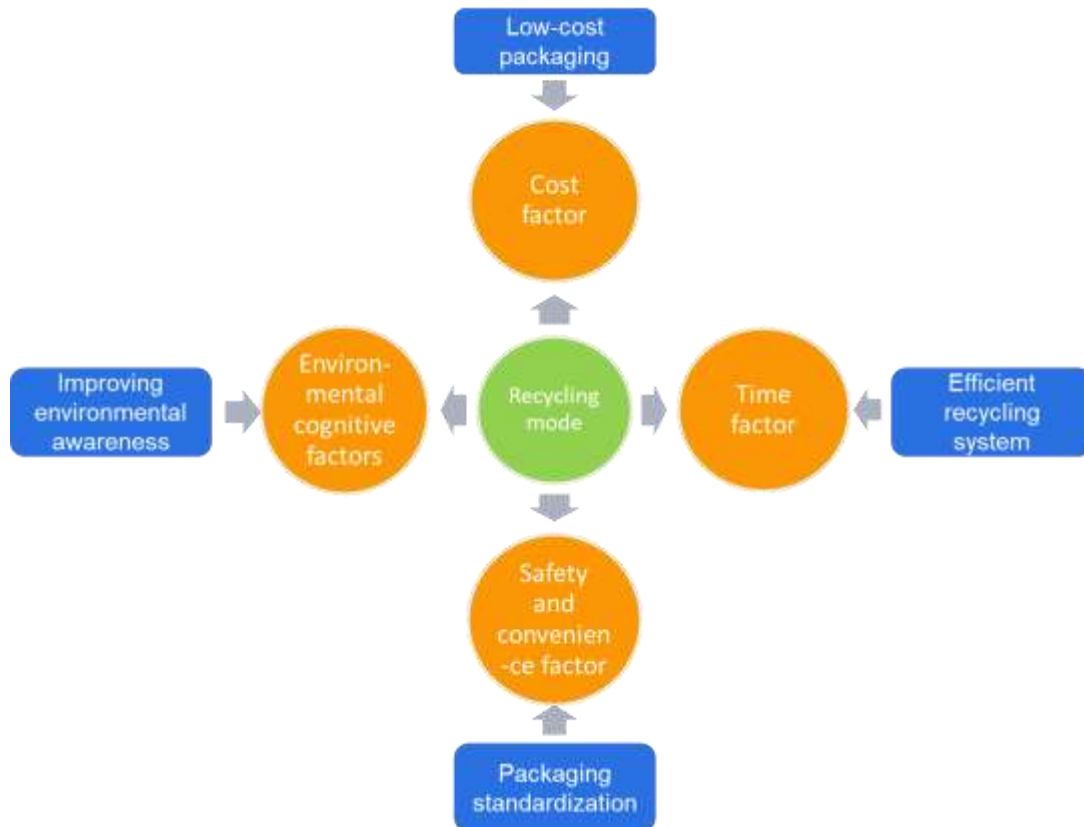 Low-cost
packaging
Cost
factor
Environ-
mental
cognitive
factors
Improving
environmental
awareness
Recycling
mode
Time
factor
Efficient
recycling
system
Safety
and
convenien
-ce factor
Packaging
standardization